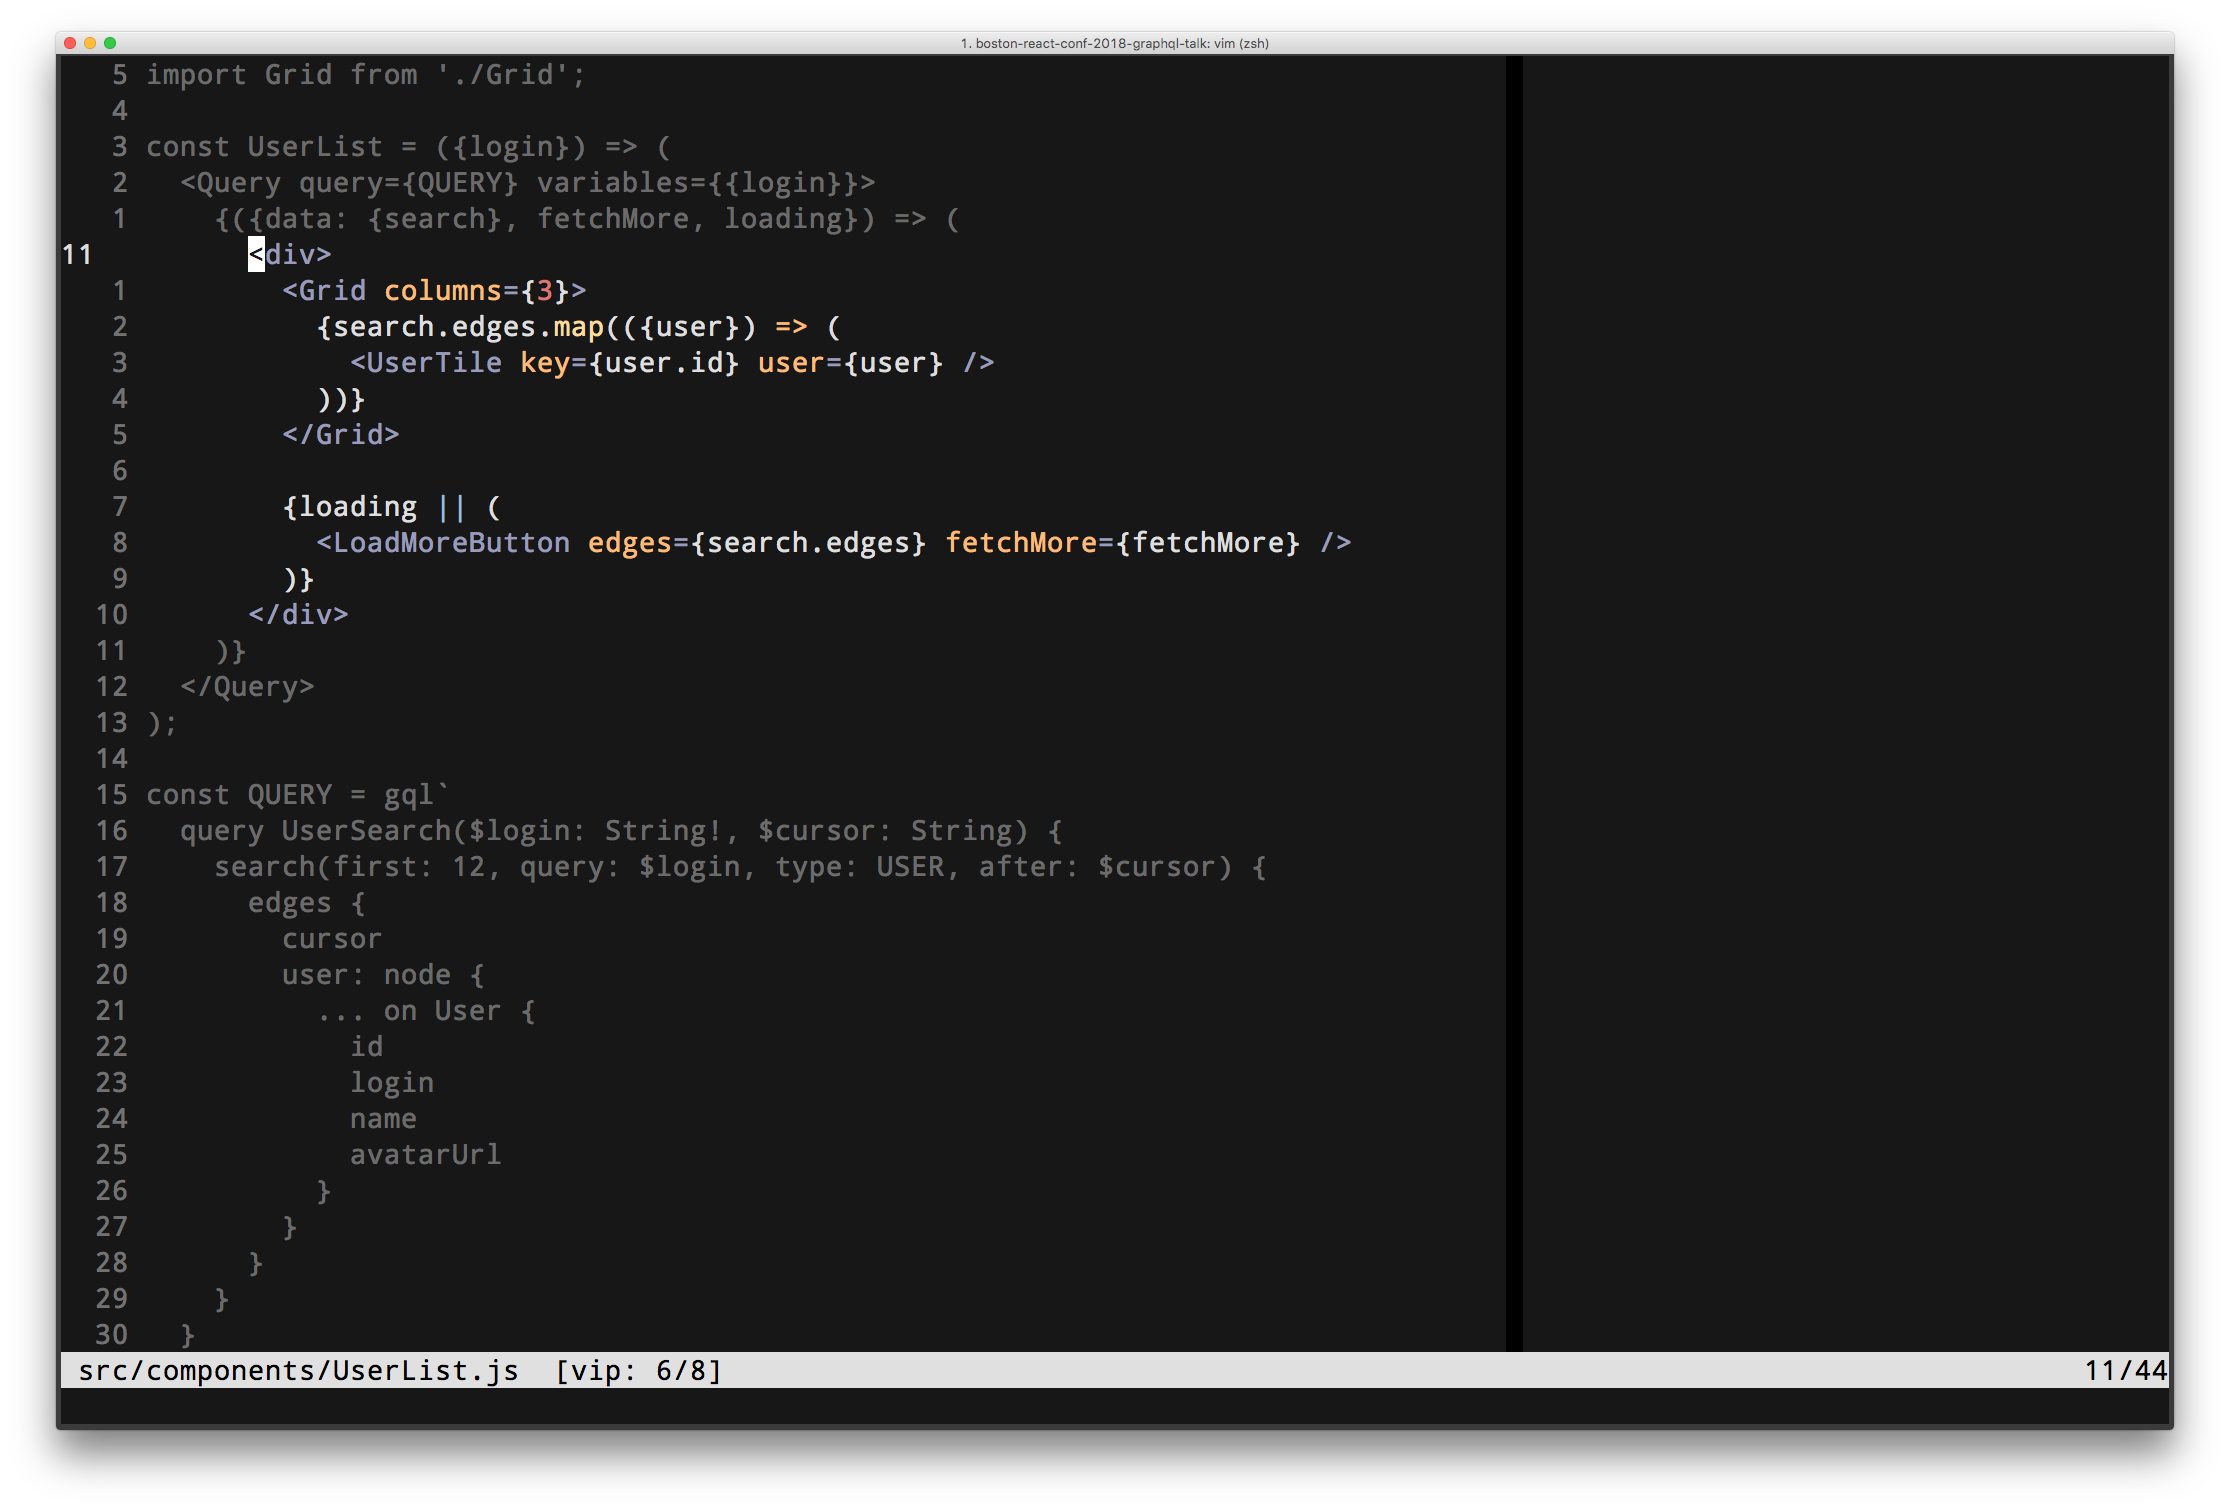 1. boston-react-conf-2018-graphql-talk: vim (zsh)
5 import Grid from './Grid';
4
3 const UserList = ({login}) => (
2   <Query query={QUERY} variables={{login}}>
1     {({data: {search}, fetchMore, loading}) => (
11       <div>
1         <Grid columns={3}>
2           {search.edges.map(({user}) => (
3             <UserTile key={user.id} user={user} />
4           ))}
5         </Grid>
6
7         {loading || (
8           <LoadMoreButton edges={search.edges} fetchMore={fetchMore} />
9         )}
10       </div>
11     )}
12   </Query>
13 );
14
15 const QUERY = gql`
16   query UserSearch($login: String!, $cursor: String) {
17     search(first: 12, query: $login, type: USER, after: $cursor) {
18       edges {
19         cursor
20         user: node {
21           ... on User {
22             id
23             login
24             name
25             avatarUrl
26           }
27         }
28       }
29     }
30   }
src/components/UserList.js  [vip: 6/8] 11/44